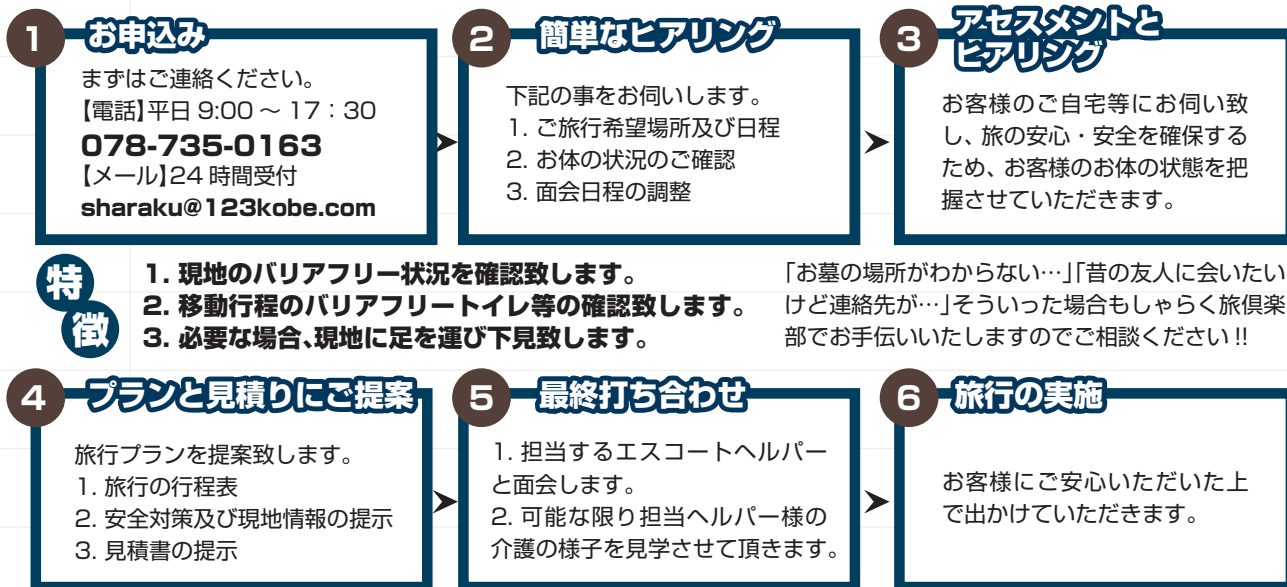 1 お申込み
まずはご連絡ください。
【電話】平日 9:00 ～ 17：30
078-735-0163
【メール】24 時間受付
sharaku@123kobe.com
2 簡単なヒアリング
下記の事をお伺いします。
1. ご旅行希望場所及び日程
2. お体の状況のご確認
3. 面会日程の調整
3 アセスメントと
ヒアリング
お客様のご自宅等にお伺い致
し、旅の安心・安全を確保する
ため、お客様のお体の状態を把
握させていただきます。
特徴
1. 現地のバリアフリー状況を確認致します。
2. 移動行程のバリアフリートイレ等の確認致します。
3. 必要な場合、現地に足を運び下見致します。
「お墓の場所がわからない…」「昔の友人に会いたい
けど連絡先が…」そういった場合もしゃらく旅倶楽
部でお手伝いいたしますのでご相談ください !!
4 プランと見積りにご提案
旅行プランを提案致します。
1. 旅行の行程表
2. 安全対策及び現地情報の提示
3. 見積書の提示
5 最終打ち合わせ
1. 担当するエスコートヘルパー
と面会します。
2. 可能な限り担当ヘルパー様の
介護の様子を見学させて頂きます。
6 旅行の実施
お客様にご安心いただいた上
で出かけていただきます。